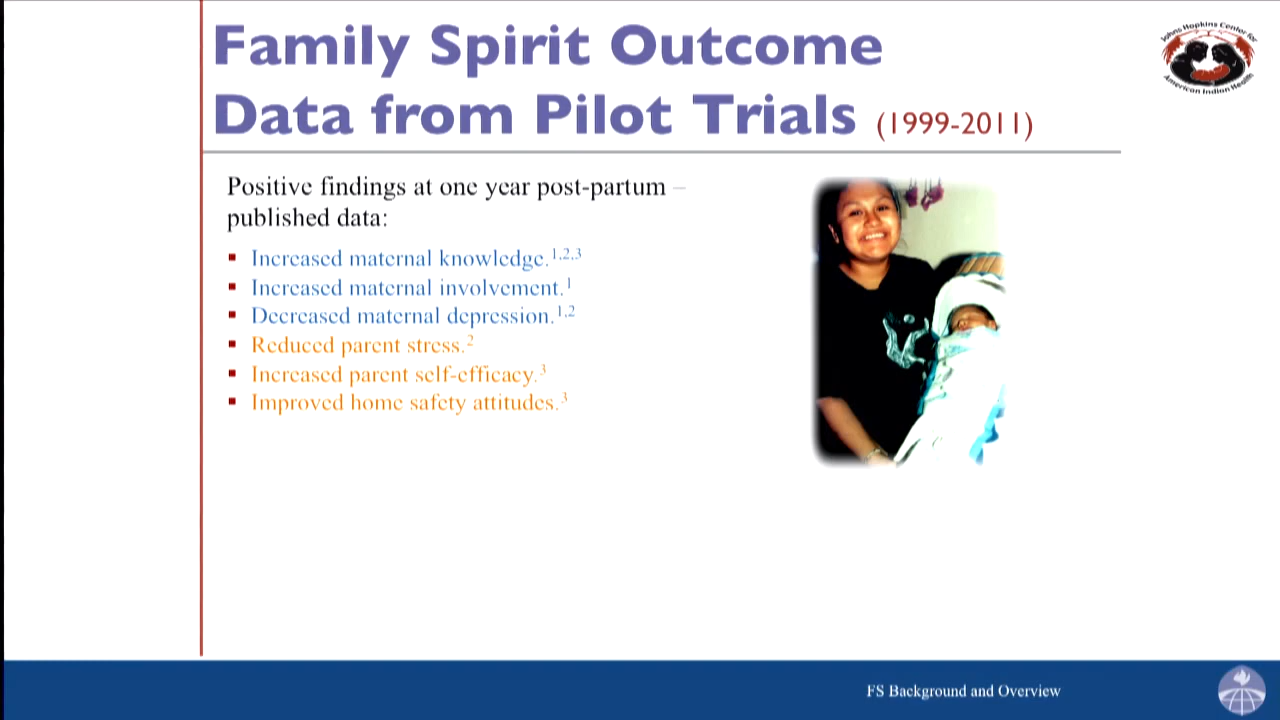 Family Spirit Outcome
Data from Pilot Trials (1999-2011)
Johns Hopkins Center for
American Indian Health
Positive findings at one year post-partum –
published data:
▪ Increased maternal knowledge.1,2,3
▪ Increased maternal involvement.1
▪ Decreased maternal depression.1,2
▪ Reduced parent stress.2
▪ Increased parent self-efficacy.3
▪ Improved home safety attitudes.3
FS Background and Overview